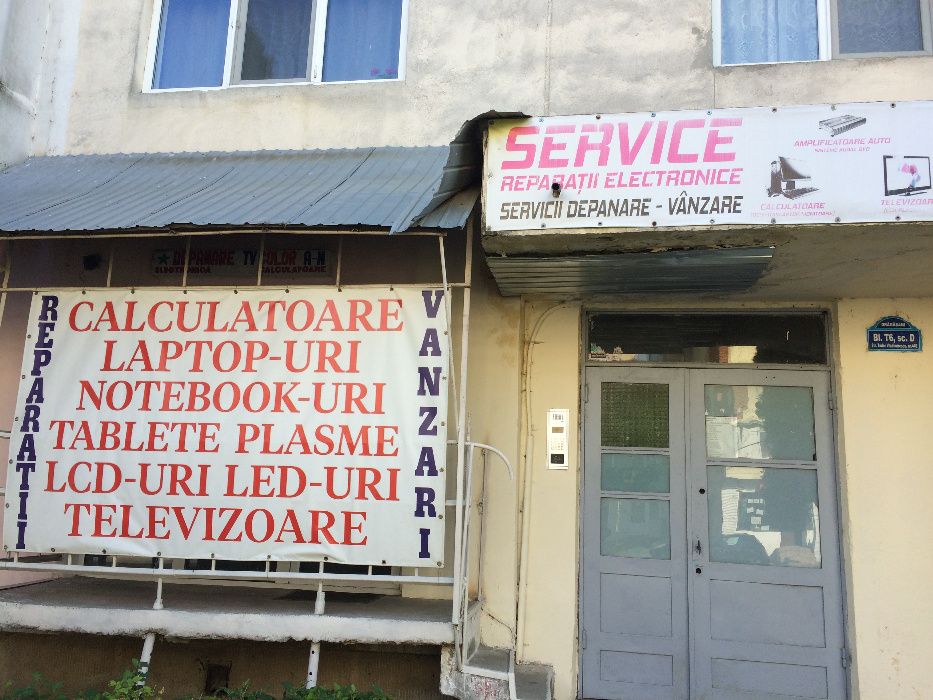 SERVICE
REPARAȚII ELECTRONICE
SERVICII DEPANARE - VÂNZARE
AMPLIFICATOARE AUTO
CALCULATOARE
TELEVIZOAR
DEPANARE TV COLOR A-N
ELECTRONICA CALCULATOARE
REPARATII
CALCULATOARE
LAPTOP-URI
NOTEBOOK-URI
TABLETE PLASME
LCD-URI LED-URI
TELEVIZOARE
VANZARI
Bl. T6, sc. D